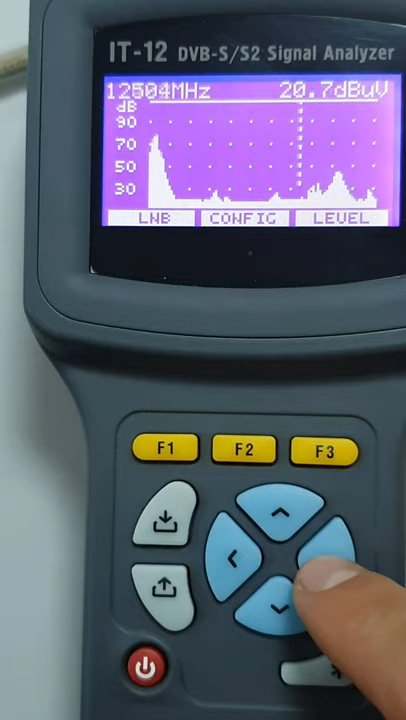 IT-12 DVB-S/S2 Signal Analyzer
12504MHz 20.7dBuV
dB
90
70
50
30
LNB CONFIG LEVEL
F1 F2 F3